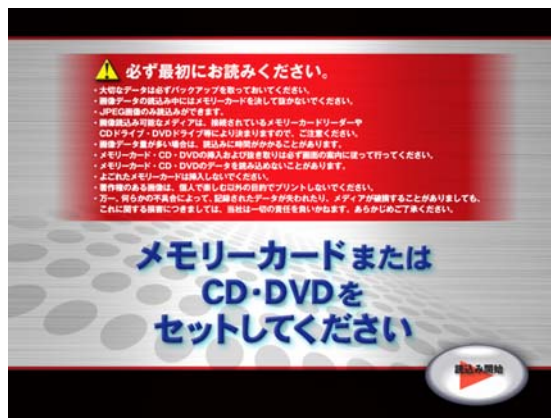 必ず最初にお読みください。
・大切なデータは必ずバックアップを取っておいてください。
・画像データの読込み中にはメモリーカードを決して抜かないでください。
・JPEG画像のみ読込みができます。
・画像読込み可能なメディアは、接続されているメモリーカードリーダーや
CDドライブ・DVDドライブ等により決まりますので、ご注意ください。
・画像データ量が多い場合は、読込みに時間がかかることがあります。
・メモリーカード・CD・DVDの挿入および抜き取りは必ず画面の案内に従って行ってください。
・メモリーカード・CD・DVDのデータを読み込めないことがあります。
・よごれたメモリーカードは挿入しないでください。
・著作権のある画像は、個人で楽しむ以外の目的でプリントしないでください。
・万一、何らかの不具合によって、記録されたデータが失われたり、メディアが破損することがありましても、
これに関する損害につきましては、当社は一切の責任を負いかねます。あらかじめご了承ください。
メモリーカードまたは
CD・DVDを
セットしてください
読込み開始